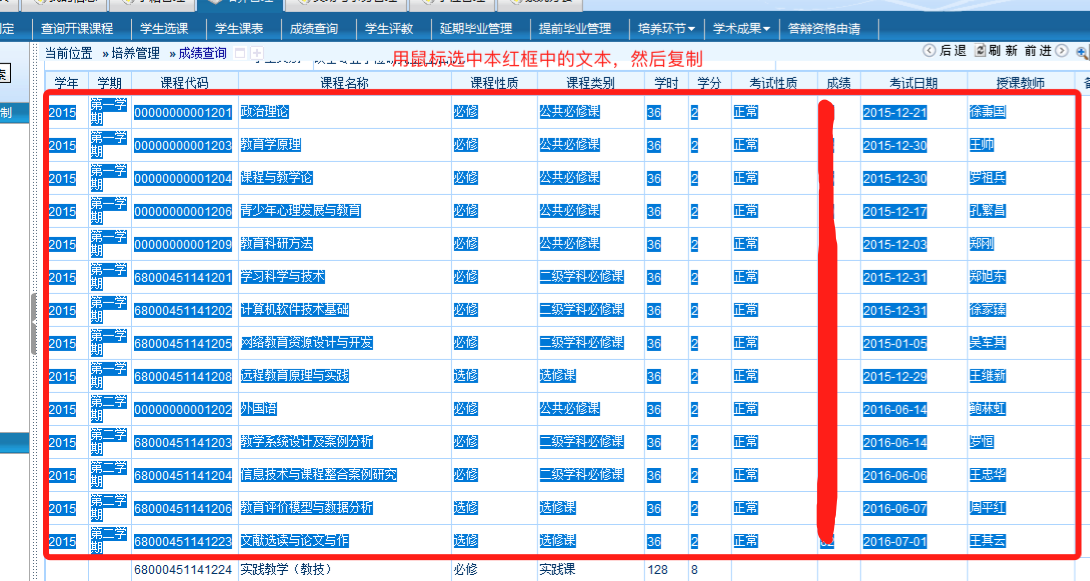 查询开课课程 学生选课 学生课表 成绩查询 学生评教 延期毕业管理 提前毕业管理 培养环节 学术成果 答辩资格申请
当前位置 »培养管理 »成绩查询 后退 刷新 前进
用鼠标选中本红框中的文本，然后复制
学年 学期 课程代码 课程名称 课程性质 课程类别 学时 学分 考试性质 成绩 考试日期 授课教师
2015 第一学期 00000000001201 政治理论 必修 公共必修课 36 2 正常 2015-12-21 徐秉国
2015 第一学期 00000000001203 教育学原理 必修 公共必修课 36 2 正常 2015-12-30 王帅
2015 第一学期 00000000001204 课程与教学论 必修 公共必修课 36 2 正常 2015-12-30 罗祖兵
2015 第一学期 00000000001206 青少年心理发展与教育 必修 公共必修课 36 2 正常 2015-12-17 孔繁昌
2015 第一学期 00000000001209 教育科研方法 必修 公共必修课 36 2 正常 2015-12-03 郑刚
2015 第一学期 68000451141201 学习科学与技术 必修 二级学科必修课 36 2 正常 2015-12-31 郑旭东
2015 第一学期 68000451141202 计算机软件技术基础 必修 二级学科必修课 36 2 正常 2015-12-31 徐家臻
2015 第一学期 68000451141205 网络教育资源设计与开发 必修 二级学科必修课 36 2 正常 2015-01-05 吴军其
2015 第一学期 68000451141208 远程教育原理与实践 选修 选修课 36 2 正常 2015-12-29 王继新
2015 第二学期 00000000001202 外国语 必修 公共必修课 36 2 正常 2016-06-14 鲍林虹
2015 第二学期 68000451141203 教学系统设计及案例分析 必修 二级学科必修课 36 2 正常 2016-06-14 罗恒
2015 第二学期 68000451141204 信息技术与课程整合案例研究 必修 二级学科必修课 36 2 正常 2016-06-06 王忠华
2015 第二学期 68000451141206 教育评价模型与数据分析 选修 选修课 36 2 正常 2016-06-07 周平红
2015 第二学期 68000451141223 文献选读与论文写作 选修 选修课 36 2 正常 2016-07-01 王其云
68000451141224 实践教学（教技） 必修 实践课 128 8